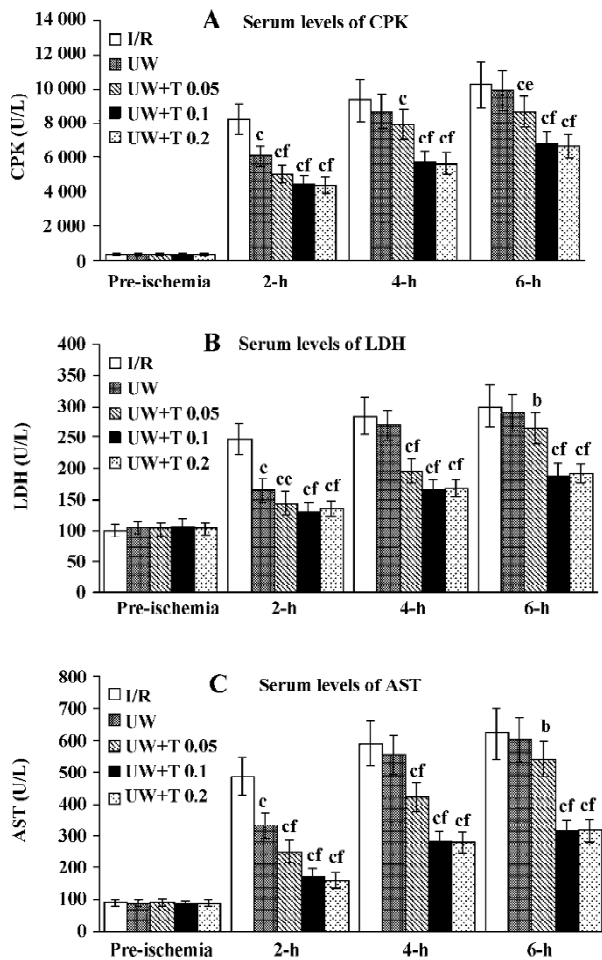 A Serum levels of CPK
CPK (U/L)
14 000
12 000
10 000
8 000
6 000
4 000
2 000
0
I/R
UW
UW+T 0.05
UW+T 0.1
UW+T 0.2
c
cf
cf
cf
c
cf
cf
ce
cf
cf
Pre-ischemia 2-h 4-h 6-h
B Serum levels of LDH
LDH (U/L)
400
350
300
250
200
150
100
50
0
I/R
UW
UW+T 0.05
UW+T 0.1
UW+T 0.2
c
ce
cf
cf
cf
cf
cf
b
cf
cf
Pre-ischemia 2-h 4-h 6-h
C Serum levels of AST
AST (U/L)
800
700
600
500
400
300
200
100
0
I/R
UW
UW+T 0.05
UW+T 0.1
UW+T 0.2
c
cf
cf
cf
cf
cf
cf
b
cf
cf
Pre-ischemia 2-h 4-h 6-h